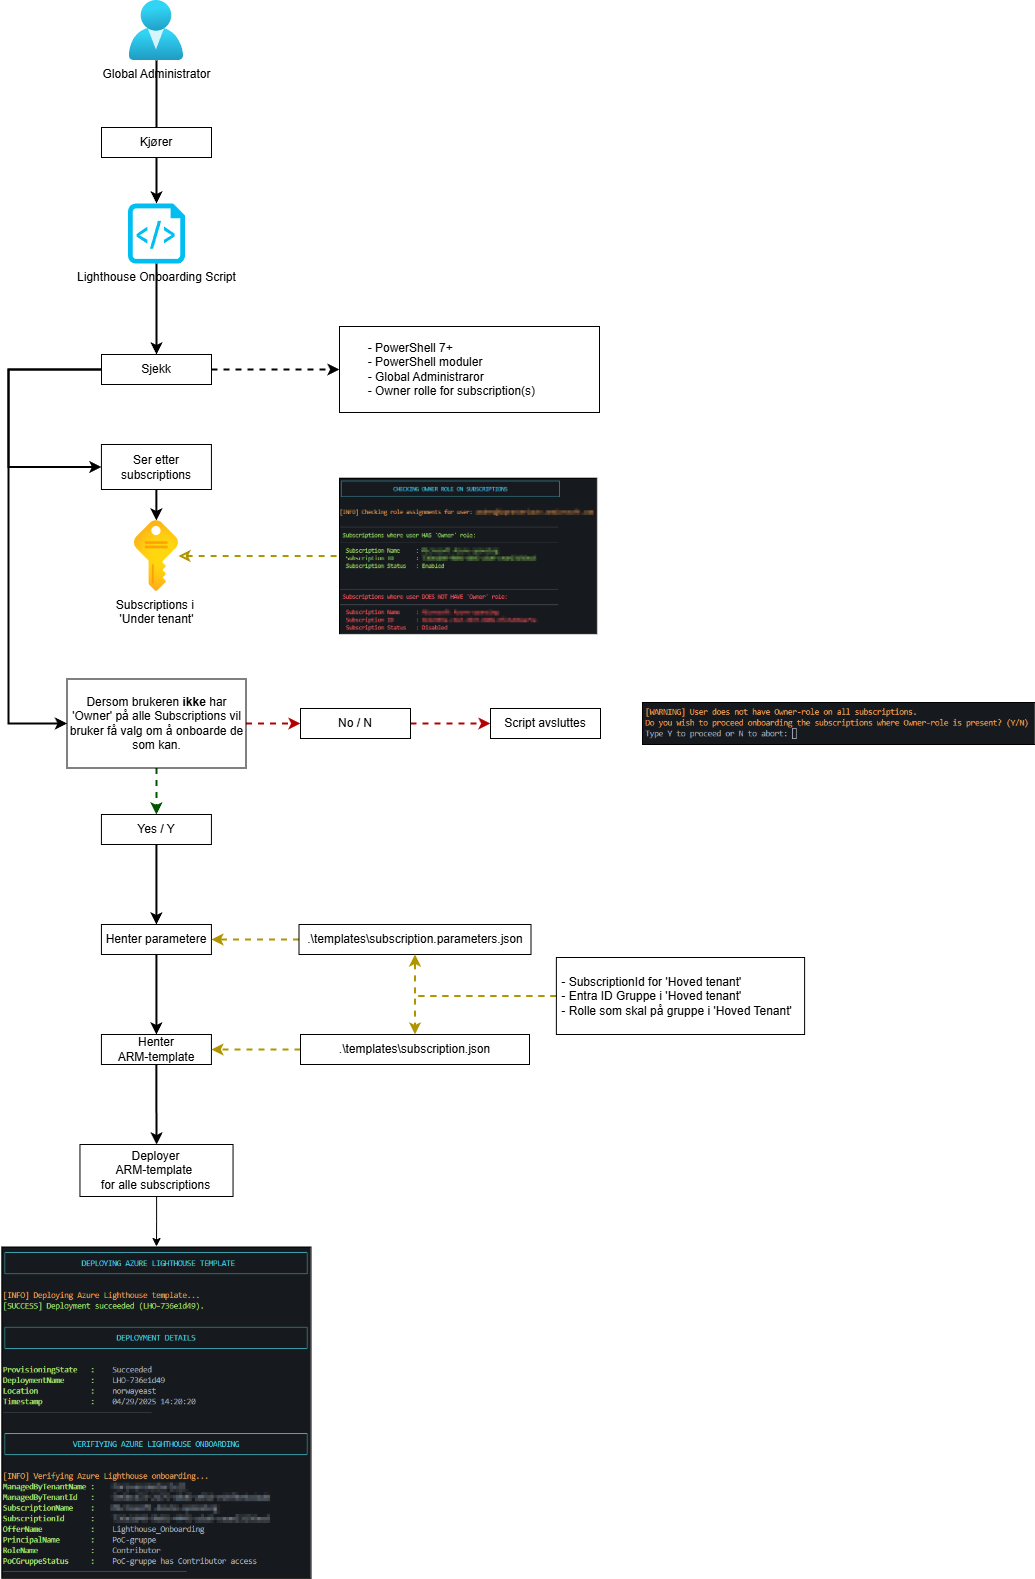 Global Administrator
Kjører
Lighthouse Onboarding Script
Sjekk
- PowerShell 7+
- PowerShell moduler
- Global Administraror
- Owner rolle for subscription(s)
Ser etter
subscriptions
CHECKING OWNER ROLE ON SUBSCRIPTIONS
[INFO] Checking role assignments for user:
Subscriptions where user HAS 'Owner' role:
Subscription Name :
Subscription ID :
Subscription Status : Enabled
Subscriptions where user DOES NOT HAVE 'Owner' role:
Subscription Name :
Subscription ID :
Subscription Status : Disabled
Subscriptions i
'Under tenant'
Dersom brukeren ikke har
'Owner' på alle Subscriptions vil
bruker få valg om å onboarde de
som kan.
No / N
Script avsluttes
[WARNING] User does not have Owner-role on all subscriptions.
Do you wish to proceed onboarding the subscriptions where Owner-role is present? (Y/N)
Type Y to proceed or N to abort:
Yes / Y
Henter parametere
.\templates\subscription.parameters.json
- SubscriptionId for 'Hoved tenant'
- Entra ID Gruppe i 'Hoved tenant'
- Rolle som skal på gruppe i 'Hoved Tenant'
Henter
ARM-template
.\templates\subscription.json
Deployer
ARM-template
for alle subscriptions
DEPLOYING AZURE LIGHTHOUSE TEMPLATE
[INFO] Deploying Azure Lighthouse template...
[SUCCESS] Deployment succeeded (LHO-736e1d49).
DEPLOYMENT DETAILS
ProvisioningState : Succeeded
DeploymentName : LHO-736e1d49
Location : norwayeast
Timestamp : 04/29/2025 14:20:20
VERIFIYING AZURE LIGHTHOUSE ONBOARDING
[INFO] Verifying Azure Lighthouse onboarding...
ManagedByTenantName :
ManagedByTenantId :
SubscriptionName :
SubscriptionId :
OfferName : Lighthouse_Onboarding
PrincipalName : PoC-gruppe
RoleName : Contributor
PoCGruppeStatus : PoC-gruppe has Contributor access